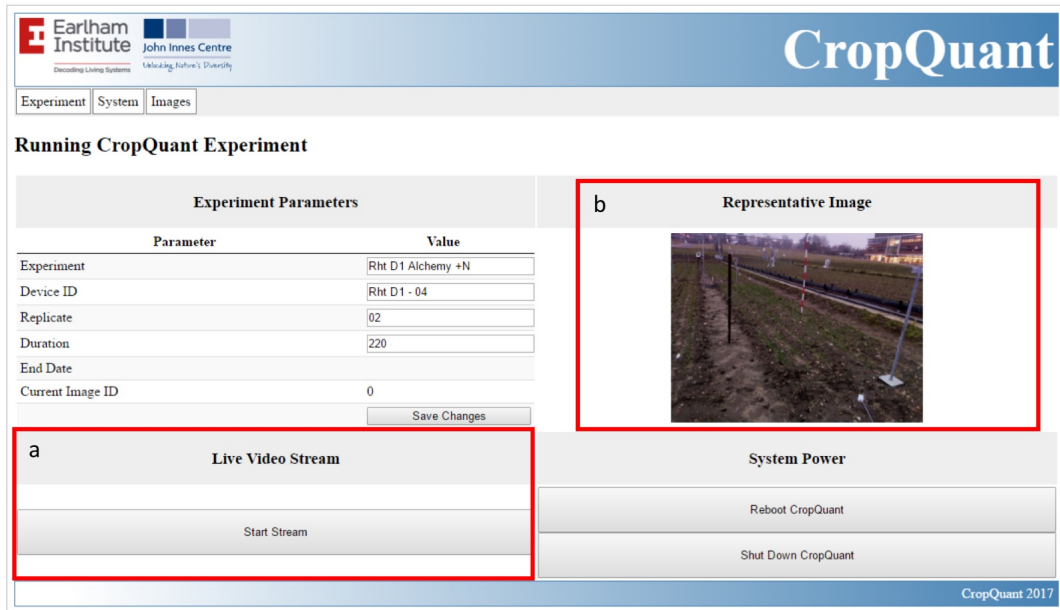 Earlham
Institute
Decoding Living Systems
John Innes Centre
Unlocking Nature's Diversity
CropQuant
Experiment System Images
Running CropQuant Experiment
Experiment Parameters
b Representative Image
Parameter Value
Experiment Rht D1 Alchemy +N
Device ID Rht D1 - 04
Replicate 02
Duration 220
End Date
Current Image ID 0
Save Changes
a Live Video Stream
System Power
Start Stream
Reboot CropQuant
Shut Down CropQuant
CropQuant 2017